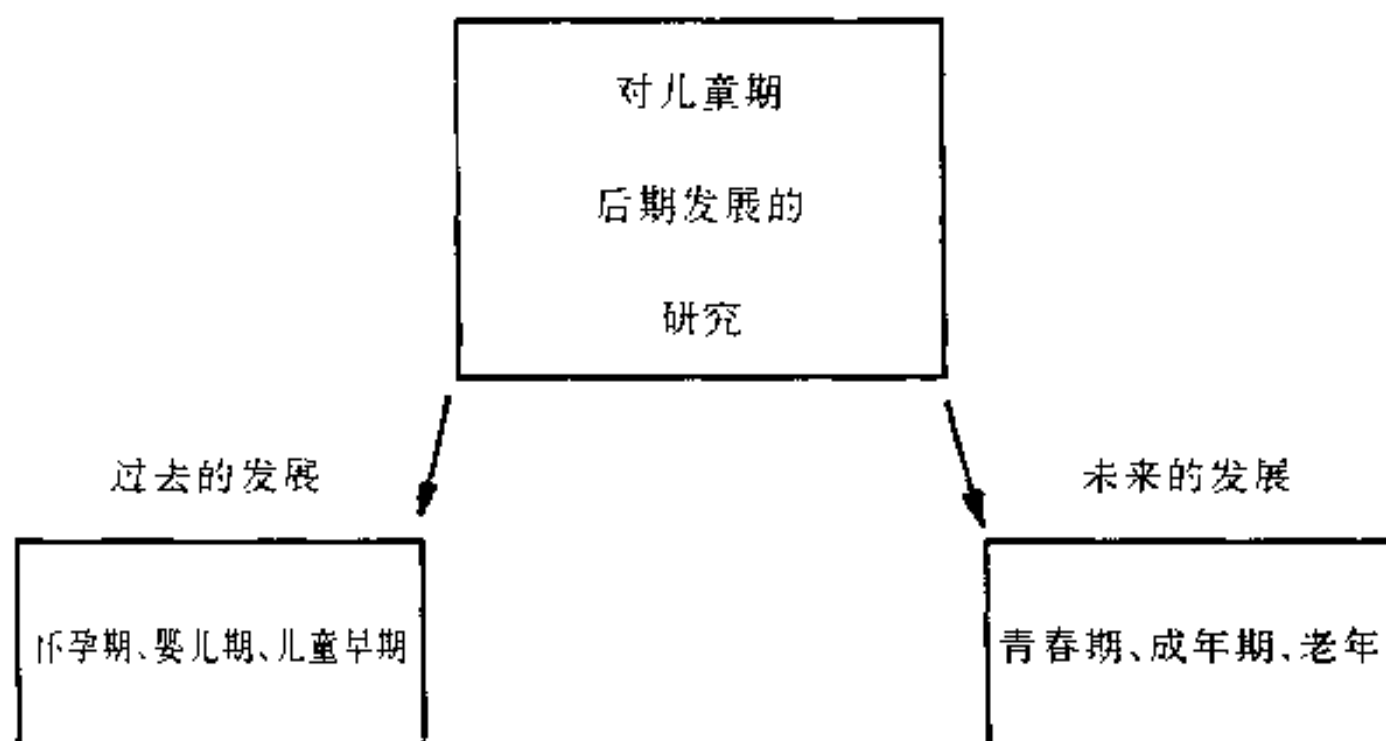 对儿童期
后期发展的
研究
过去的发展
未来的发展
怀孕期、婴儿期、儿童早期
青春期、成年期、老年